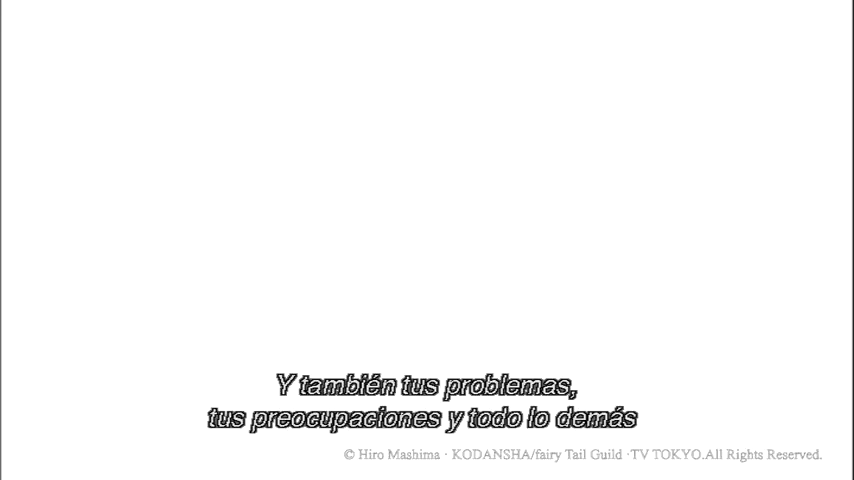 Y también tus problemas,
tus preocupaciones y todo lo demás
© Hiro Mashima · KODANSHA/fairy Tail Guild ·TV TOKYO.All Rights Reserved.